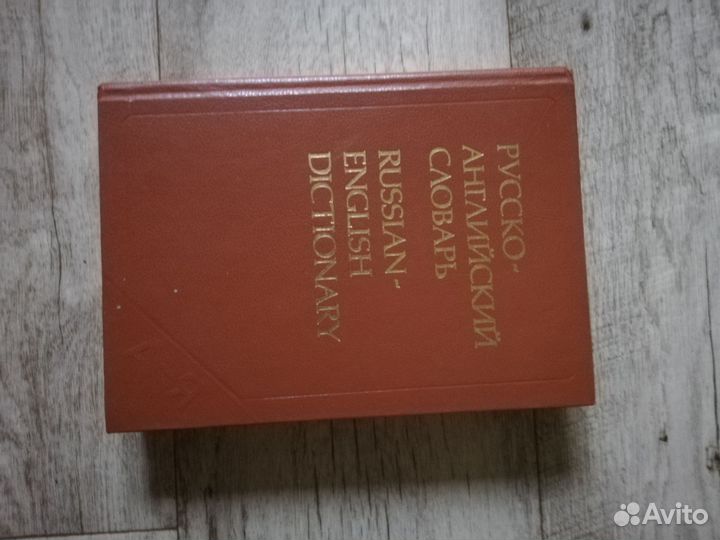 РУССКО-
АНГЛИЙСКИЙ
СЛОВАРЬ
RUSSIAN-
ENGLISH
DICTIONARY
Avito